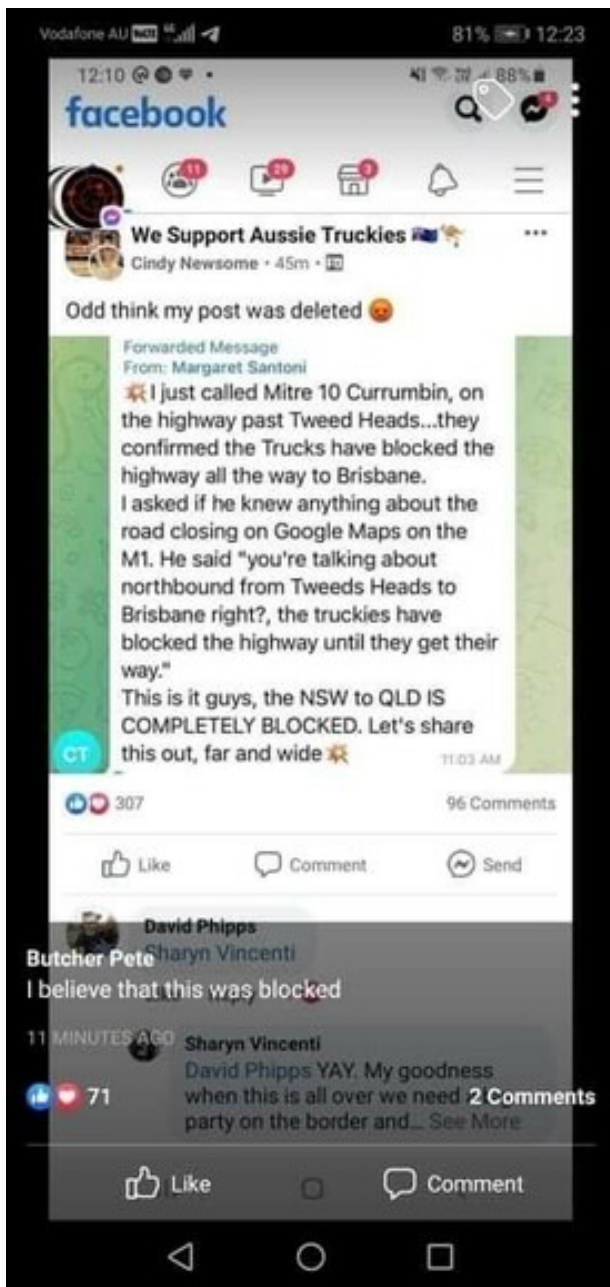 Vodafone AU
81% 12:23
12:10
88%
facebook
4
11
29
3
We Support Aussie Truckies
Cindy Newsome • 45m •
Odd think my post was deleted
Forwarded Message
From: Margaret Santoni
I just called Mitre 10 Currumbin, on
the highway past Tweed Heads...they
confirmed the Trucks have blocked the
highway all the way to Brisbane.
I asked if he knew anything about the
road closing on Google Maps on the
M1. He said "you're talking about
northbound from Tweeds Heads to
Brisbane right?, the truckies have
blocked the highway until they get their
way."
This is it guys, the NSW to QLD IS
COMPLETELY BLOCKED. Let's share
this out, far and wide
CT
11:03 AM
307
96 Comments
Like
Comment
Send
David Phipps
Sharyn Vincenti
Butcher Pete
I believe that this was blocked
11 MINUTES AGO
Sharyn Vincenti
David Phipps YAY. My goodness
when this is all over we need
party on the border and... See More
71
2 Comments
Like
Comment